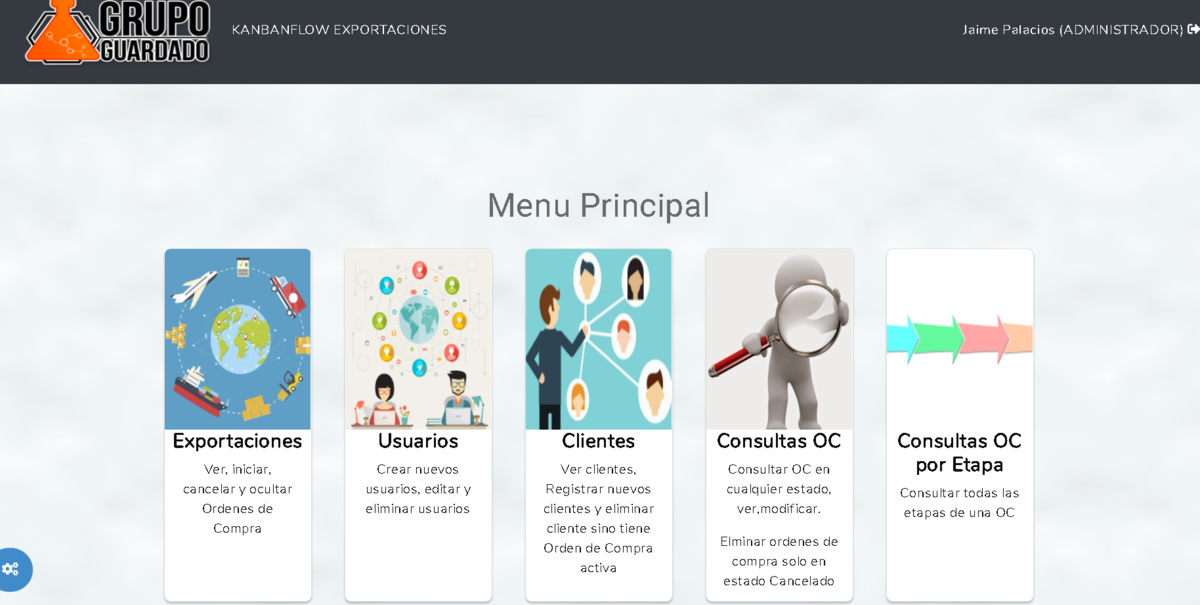 GRUPO
GUARDADO
KANBANFLOW EXPORTACIONES
Jaime Palacios (ADMINISTRADOR)
Menu Principal
Exportaciones
Ver, iniciar,
cancelar y ocultar
Ordenes de
Compra
Usuarios
Crear nuevos
usuarios, editar y
eliminar usuarios
Clientes
Ver clientes,
Registrar nuevos
clientes y eliminar
cliente sino tiene
Orden de Compra
activa
Consultas OC
Consultar OC en
cualquier estado,
ver,modificar.
Elminar ordenes de
compra solo en
estado Cancelado
Consultas OC
por Etapa
Consultar todas las
etapas de una OC